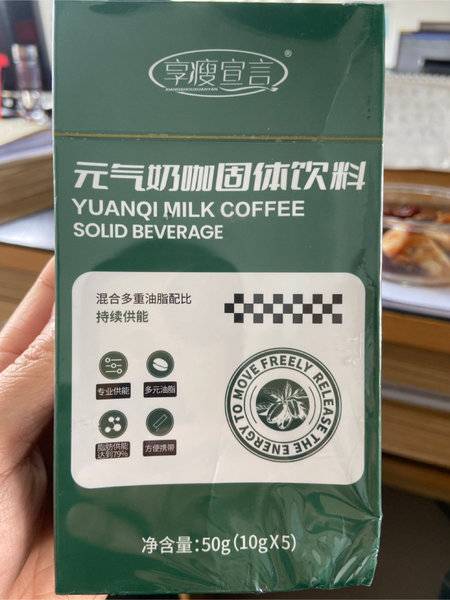 享瘦宣言®
XIANGSHOUXUANYAN
元气奶咖固体饮料
YUANQI MILK COFFEE
SOLID BEVERAGE
混合多重油脂配比
持续供能
专业供能
多元油脂
脂肪供能
达到79%
方便携带
TO MOVE FREELY RELEASE THE ENERGY
净含量:50g(10gX5)